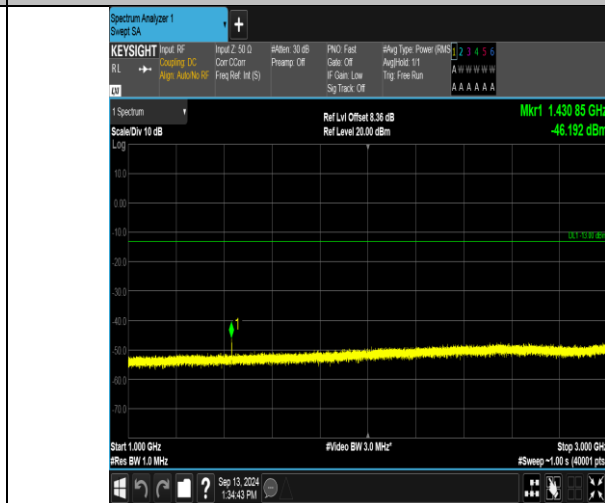 Spectrum Analyzer 1
Swept SA
+
KEYSIGHT Input: RF Input Z: 50 Ω #Atten: 30 dB PNO: Fast #Avg Type: Power (RMS 1 2 3 4 5 6
RL Coupling: DC Corr CCorr Preamp: Off Gate: Off Avg|Hold: 1/1 A W W W W W
Align: Auto/No RF Freq Ref: Int (S) IF Gain: Low Trig: Free Run
Sig Track: Off A A A A A A
1 Spectrum Ref Lvl Offset 8.36 dB Mkr1 1.430 85 GHz
Scale/Div 10 dB Ref Level 20.00 dBm -46.192 dBm
Log
10.0
0.00
-10.0
DL1 -13.00 dBm
-20.0
-30.0
-40.0
1
-50.0
-60.0
-70.0
Start 1.000 GHz #Video BW 3.0 MHz* Stop 3.000 GHz
#Res BW 1.0 MHz #Sweep ~1.00 s (40001 pts
? Sep 13, 2024
1:34:43 PM